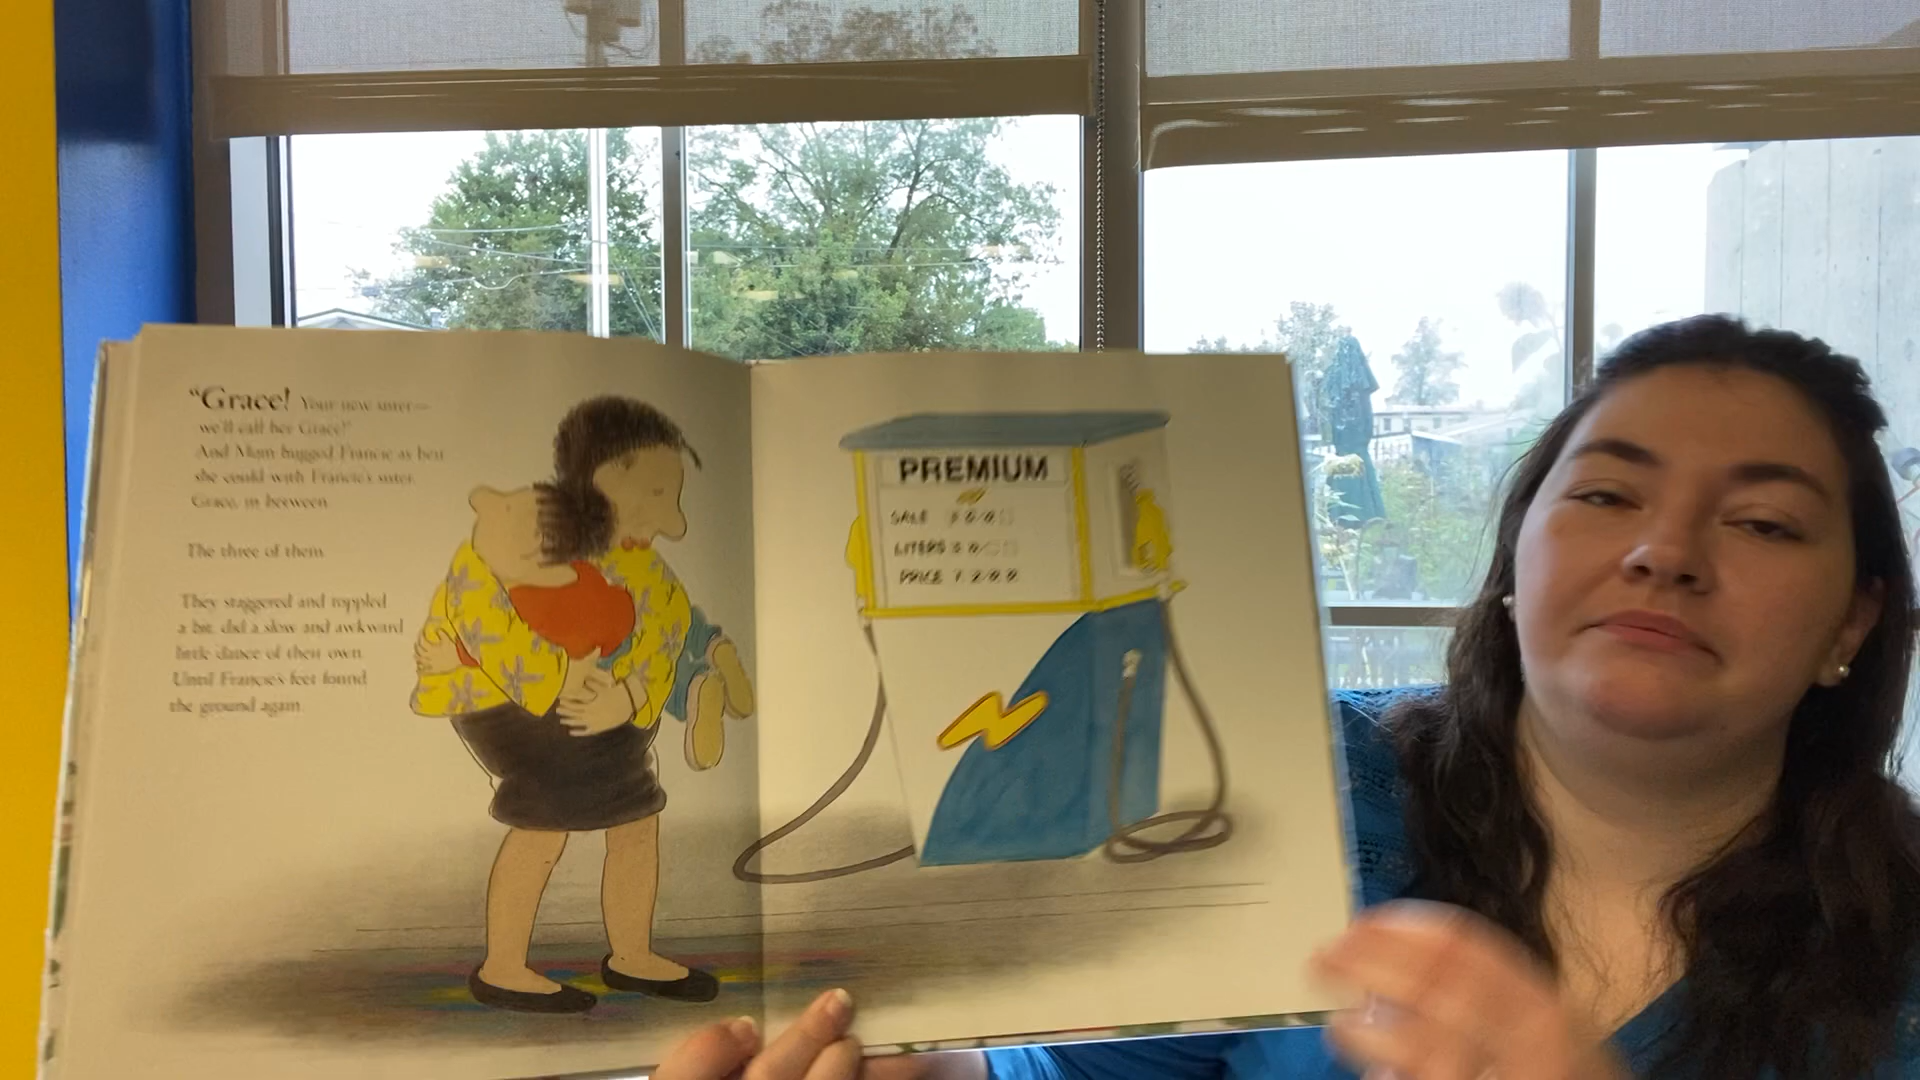 "Grace! Your new sister—
we'll call her Grace!"
And Mom hugged Francie as best
she could with Francie's sister,
Grace, in between.
The three of them.
They staggered and toppled
a bit, did a slow and awkward
little dance of their own.
Until Francie's feet found
the ground again.
PREMIUM
SALE
LITERS
PRICE